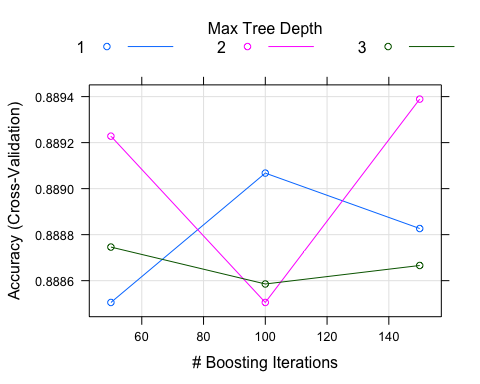 Max Tree Depth
1 2 3
Accuracy (Cross-Validation)
0.8894
0.8892
0.8890
0.8888
0.8886
60 80 100 120 140
# Boosting Iterations